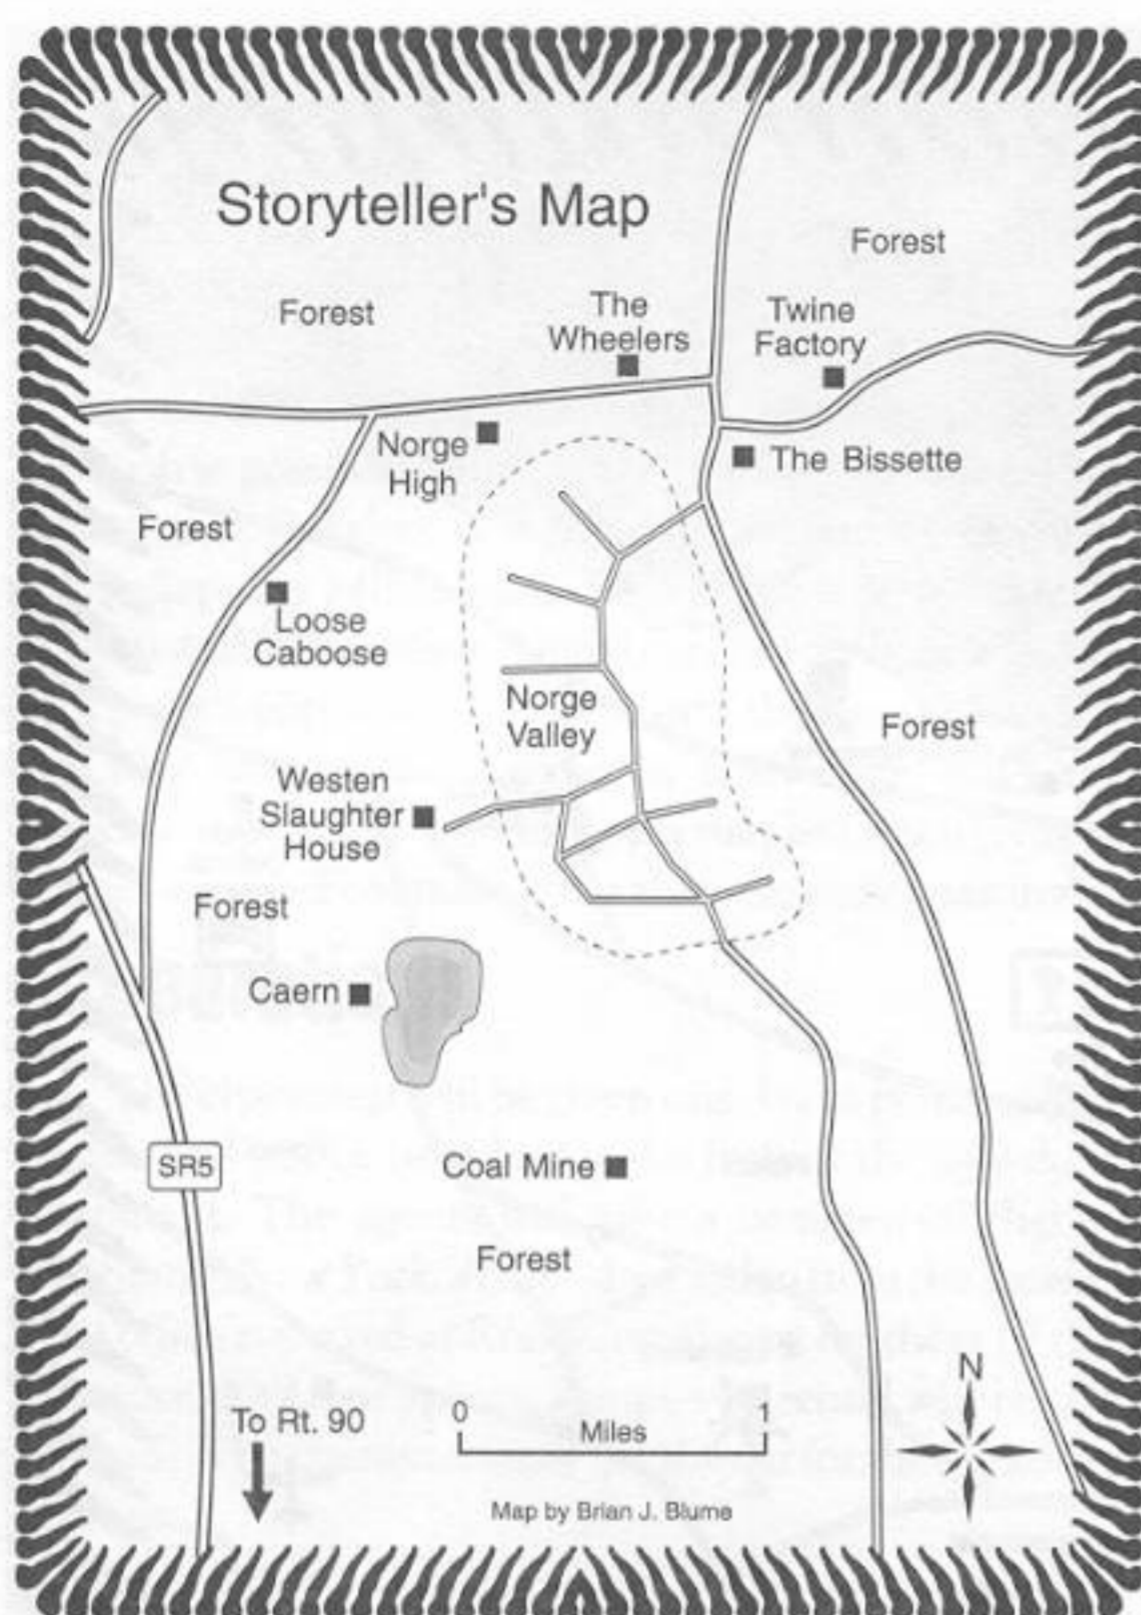 Storyteller's Map
Forest
Forest
The
Wheelers
Twine
Factory
Norge
High
The Bissette
Forest
Loose
Caboose
Norge
Valley
Forest
Westen
Slaughter
House
Forest
Caern
SR5
Coal Mine
Forest
N
To Rt. 90
0
1
Miles
Map by Brian J. Blume